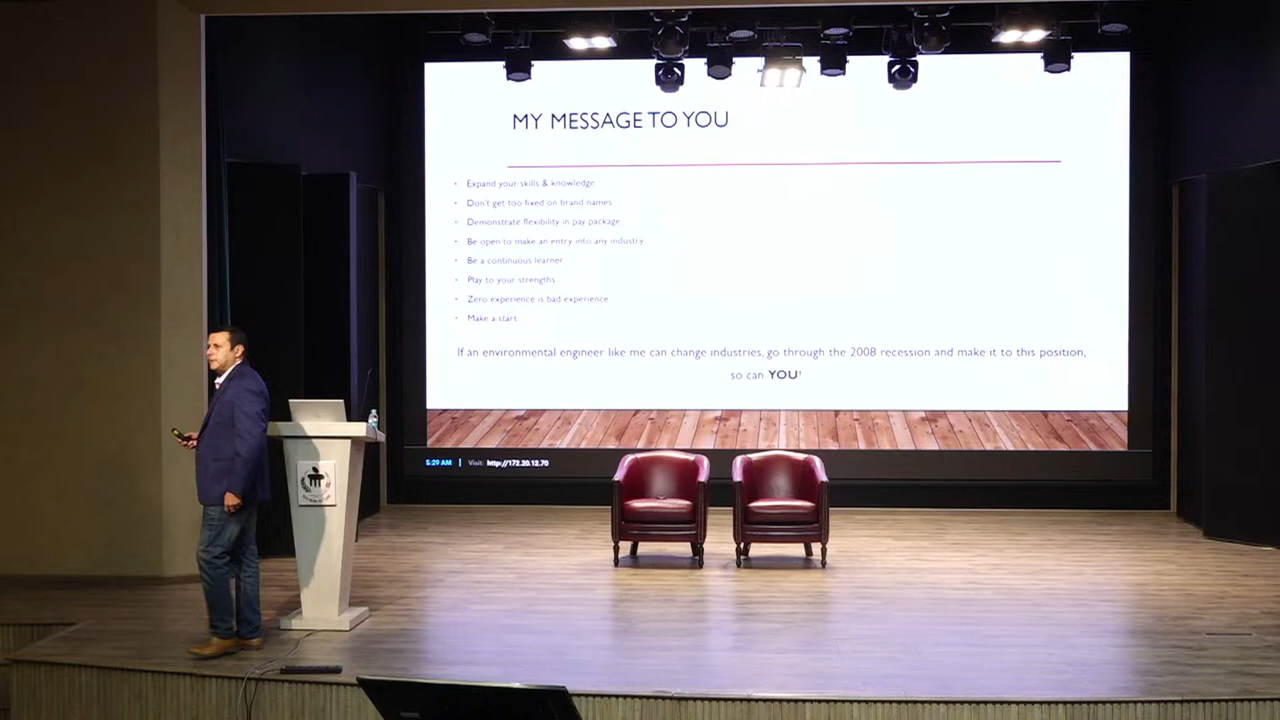 MY MESSAGE TO YOU
• Expand your skills & knowledge
• Don't get too fixed on brand names
• Demonstrate flexibility in pay package
• Be open to make an entry into any industry
• Be a continuous learner
• Play to your strengths
• Zero experience is bad experience
• Make a start
If an environmental engineer like me can change industries, go through the 2008 recession and make it to this position,
so can YOU!
5:29 AM | Visit: http://172.20.12.70